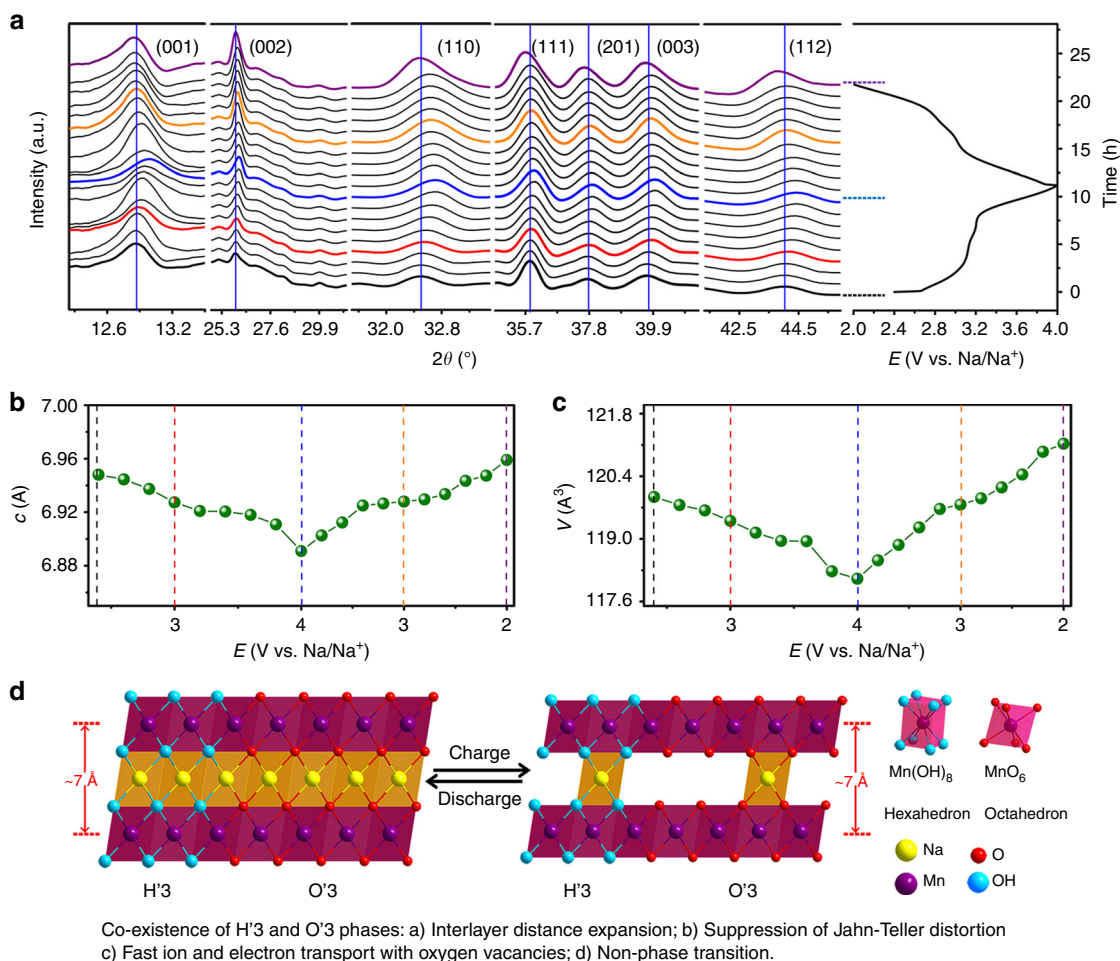 a
(001)
(002)
(110)
(111)
(201)
(003)
(112)
Intensity (a.u.)
25
20
15
10
5
0
Time (h)
12.6 13.2 25.3 27.6 29.9 32.0 32.8 35.7 37.8 39.9 42.5 44.5 2.0 2.8 3.2 3.6 4.0
2θ (°)
E (V vs. Na/Na⁺)
b
7.00
6.96
6.92
6.88
c (A)
3 4 3 2
E (V vs. Na/Na⁺)
c
121.8
120.4
119.0
117.6
V (A³)
3 4 3 2
E (V vs. Na/Na⁺)
d
~7 Å
H'3 O'3
Charge
Discharge
~7 Å
H'3 O'3
Mn(OH)₈ MnO₆
Hexahedron Octahedron
Na O
Mn OH
Co-existence of H'3 and O'3 phases: a) Interlayer distance expansion; b) Suppression of Jahn-Teller distortion
c) Fast ion and electron transport with oxygen vacancies; d) Non-phase transition.